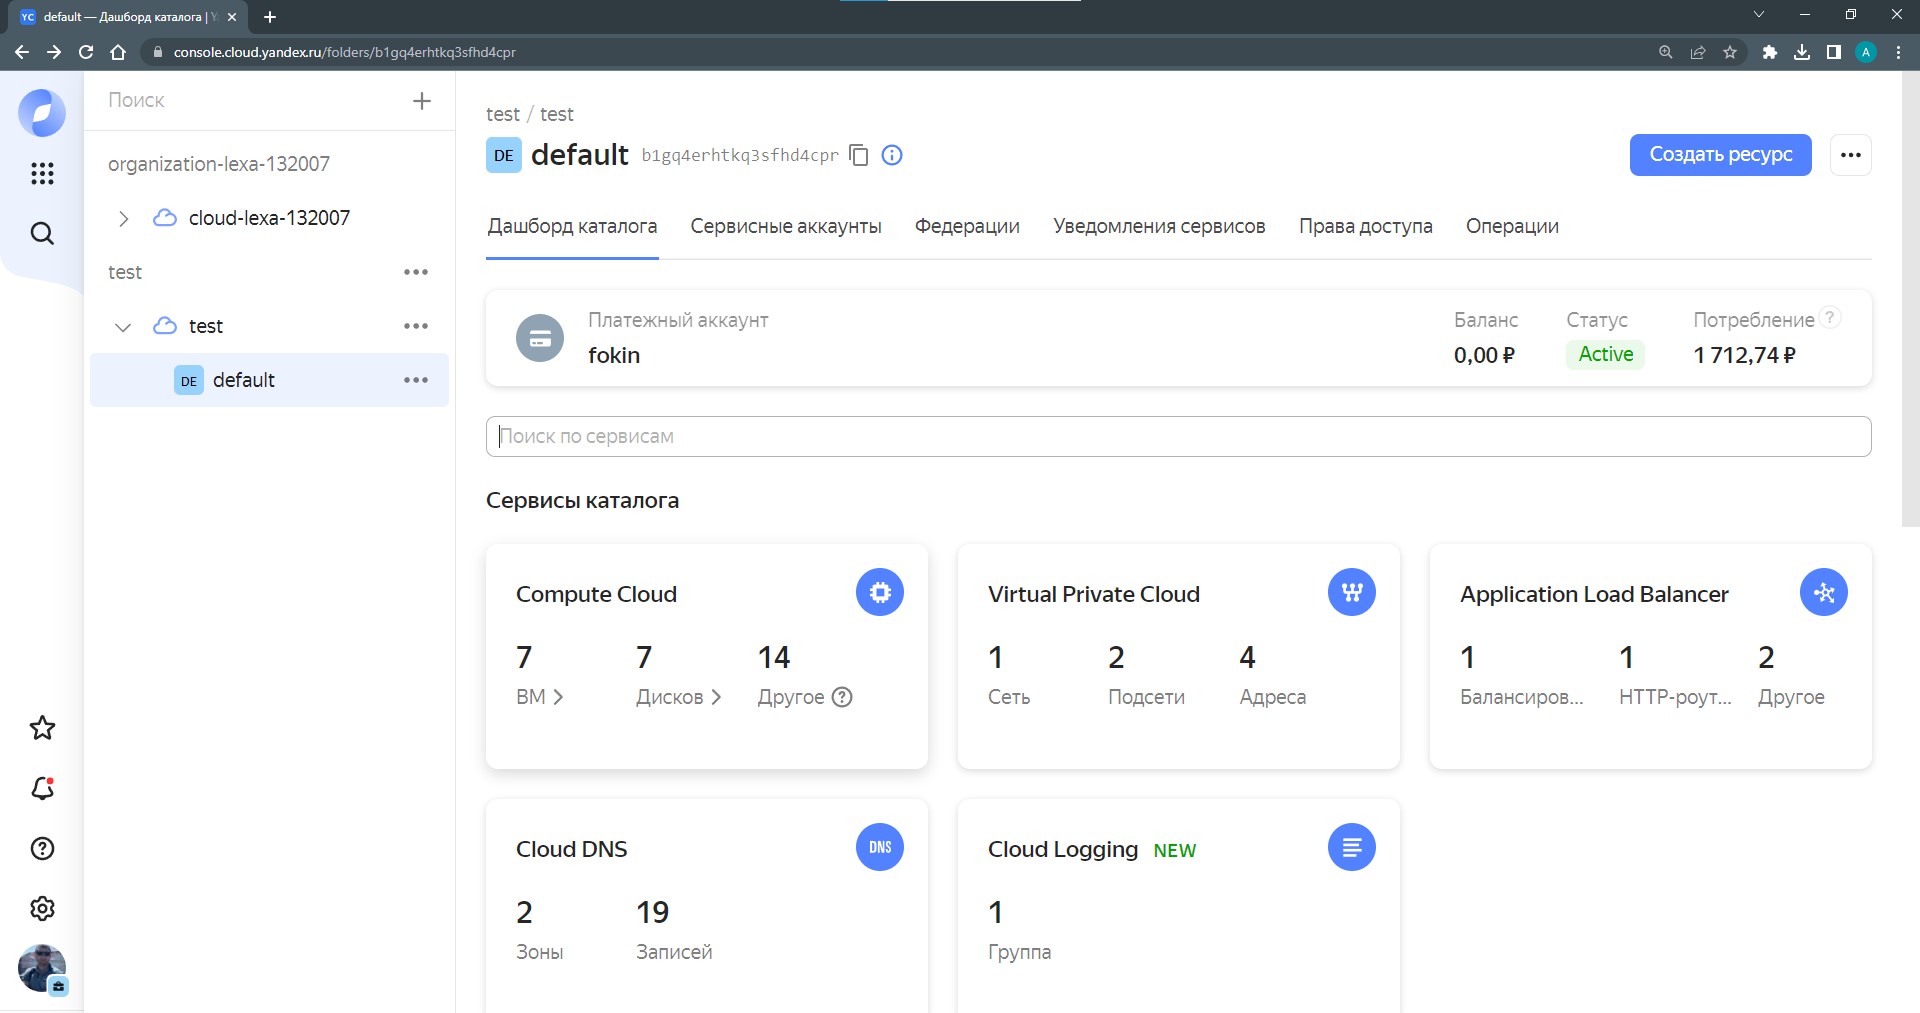 default — Дашборд каталога |
console.cloud.yandex.ru/folders/b1gq4erhtkq3sfhd4cpr
A
Поиск
organization-lexa-132007
cloud-lexa-132007
test
test
DE default
test / test
DE default b1gq4erhtkq3sfhd4cpr
Создать ресурс
Дашборд каталога Сервисные аккаунты Федерации Уведомления сервисов Права доступа Операции
Платежный аккаунт Баланс Статус Потребление ?
fokin 0,00 ₽ Active 1 712,74 ₽
Поиск по сервисам
Сервисы каталога
Compute Cloud
7 7 14
ВМ Дисков Другое ?
Virtual Private Cloud
1 2 4
Сеть Подсети Адреса
Application Load Balancer
1 1 2
Балансиров... HTTP-роут... Другое
Cloud DNS DNS
2 19
Зоны Записей
Cloud Logging NEW
1
Группа